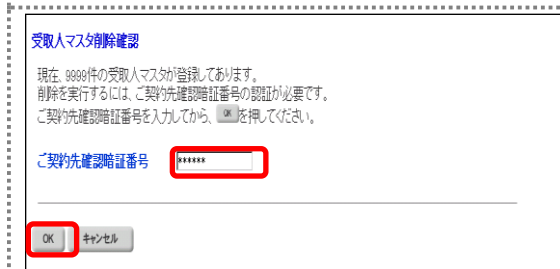 受取人マスタ削除確認
現在、9999件の受取人マスタが登録してあります。
削除を実行するには、ご契約先確認暗証番号の認証が必要です。
ご契約先確認暗証番号を入力してから、OKを押してください。
ご契約先確認暗証番号 ******
OK キャンセル